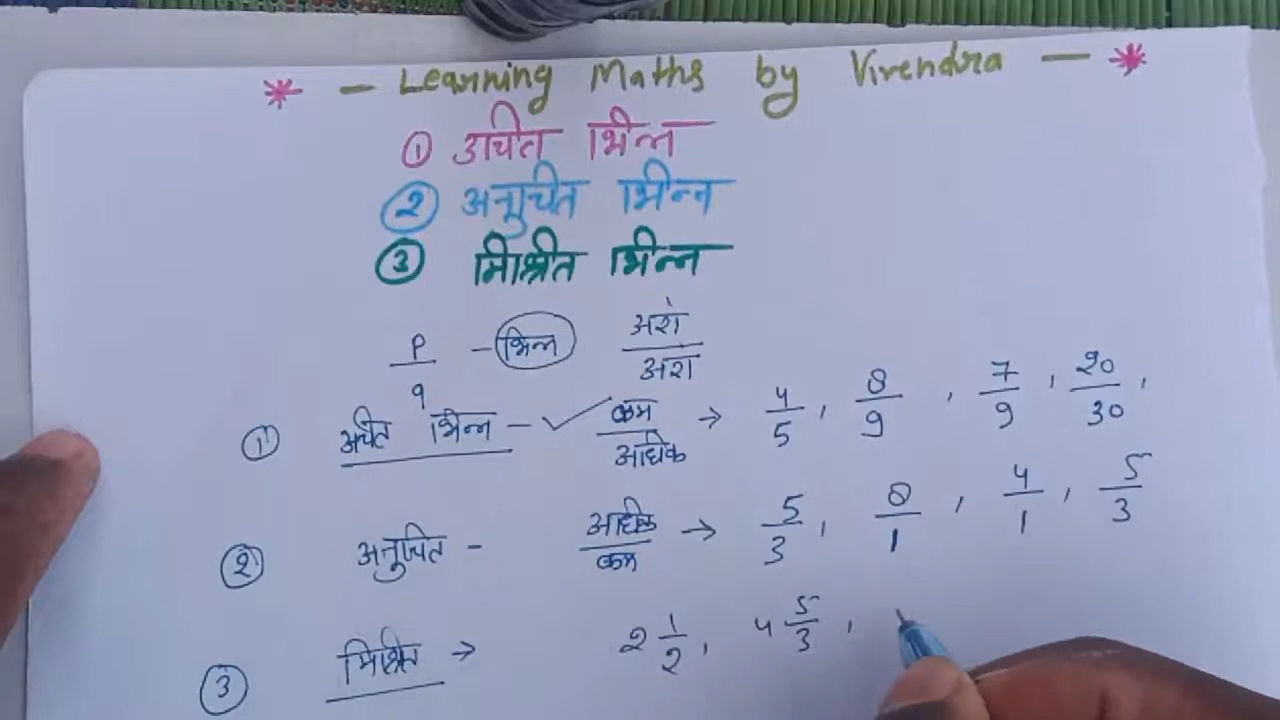 * - Learning Maths by Virendra - *
① उचित भिन्न
② अनुचित भिन्न
③ मिश्रीत भिन्न
p/q - भिन्न अशं/अशं
① उचित भिन्न - ✓ कम/अधिक → 4/5, 8/9, 7/9, 20/30,
② अनुचित - अधिक/कम → 5/3, 8/1, 4/1, 5/3
③ मिश्रित → 2 1/2, 4 5/3,